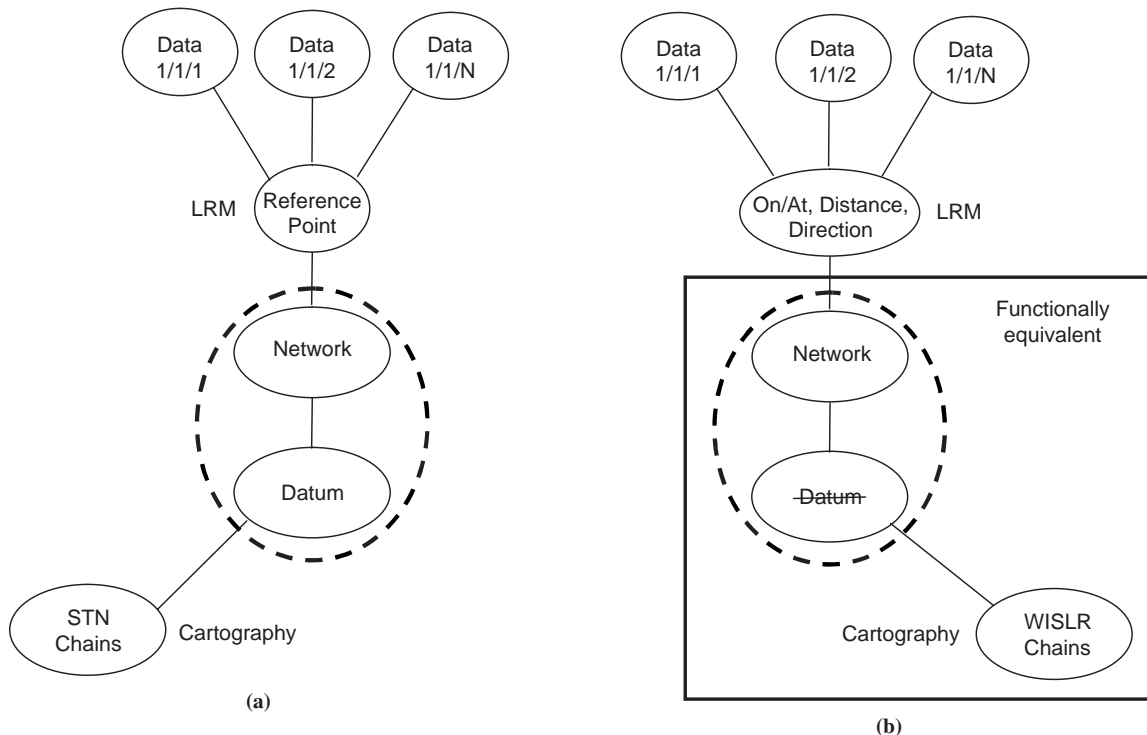 Data
1/1/1
Data
1/1/2
Data
1/1/N
LRM
Reference
Point
Network
Datum
STN
Chains
Cartography
(a)
Data
1/1/1
Data
1/1/2
Data
1/1/N
On/At, Distance,
Direction
LRM
Functionally
equivalent
Network
Datum
Cartography
WISLR
Chains
(b)